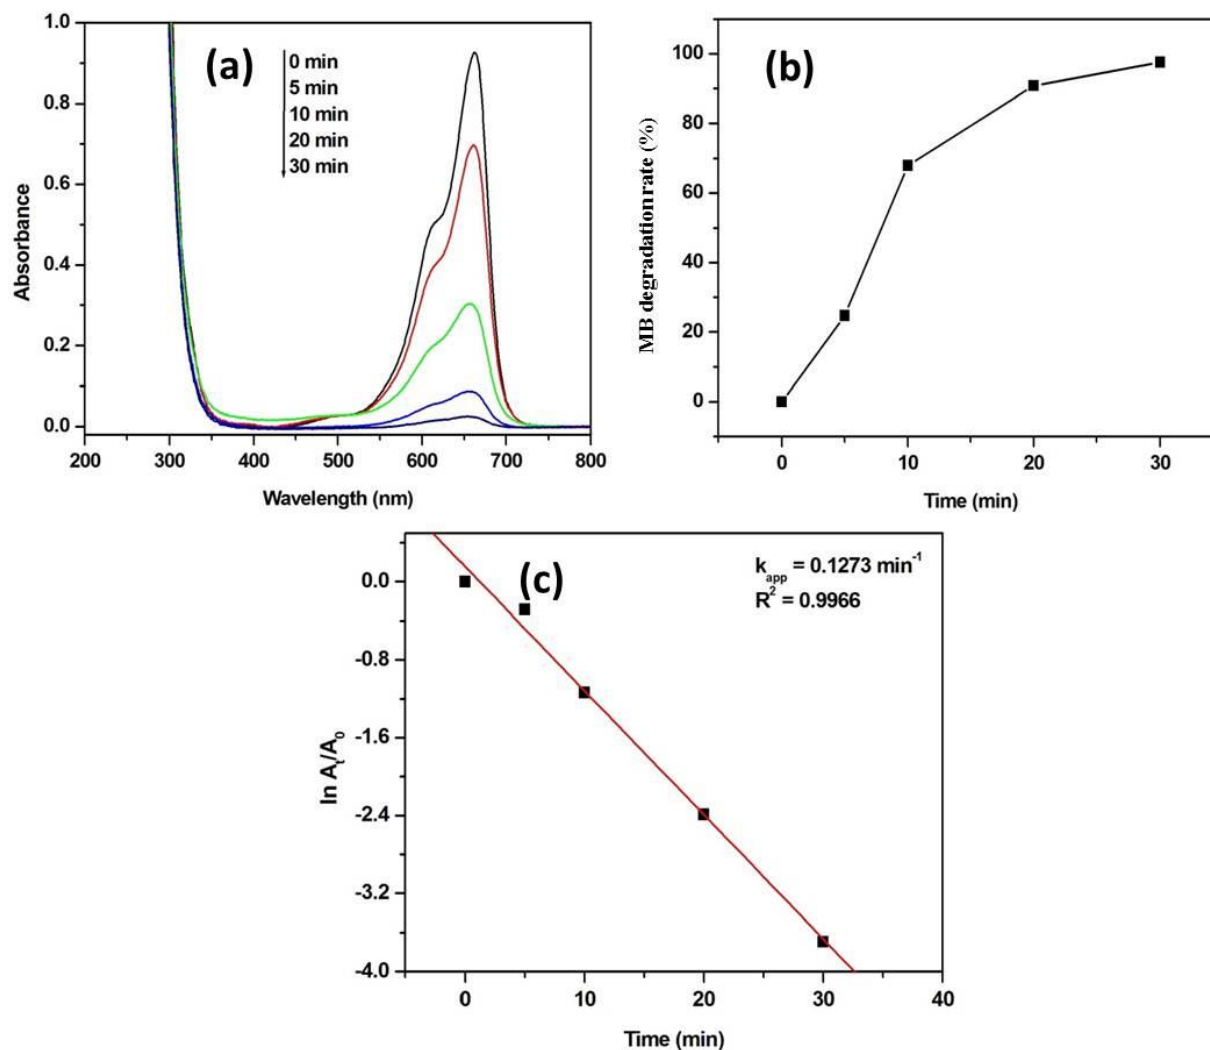 (a)
0 min
5 min
10 min
20 min
30 min
1.0
0.8
0.6
0.4
0.2
0.0
Absorbance
200 300 400 500 600 700 800
Wavelength (nm)
(b)
100
80
60
40
20
0
MB degradation rate (%)
0 10 20 30
Time (min)
(c)
k_app = 0.1273 min⁻¹
R² = 0.9966
0.0
-0.8
-1.6
-2.4
-3.2
-4.0
ln Aₜ/A₀
0 10 20 30 40
Time (min)